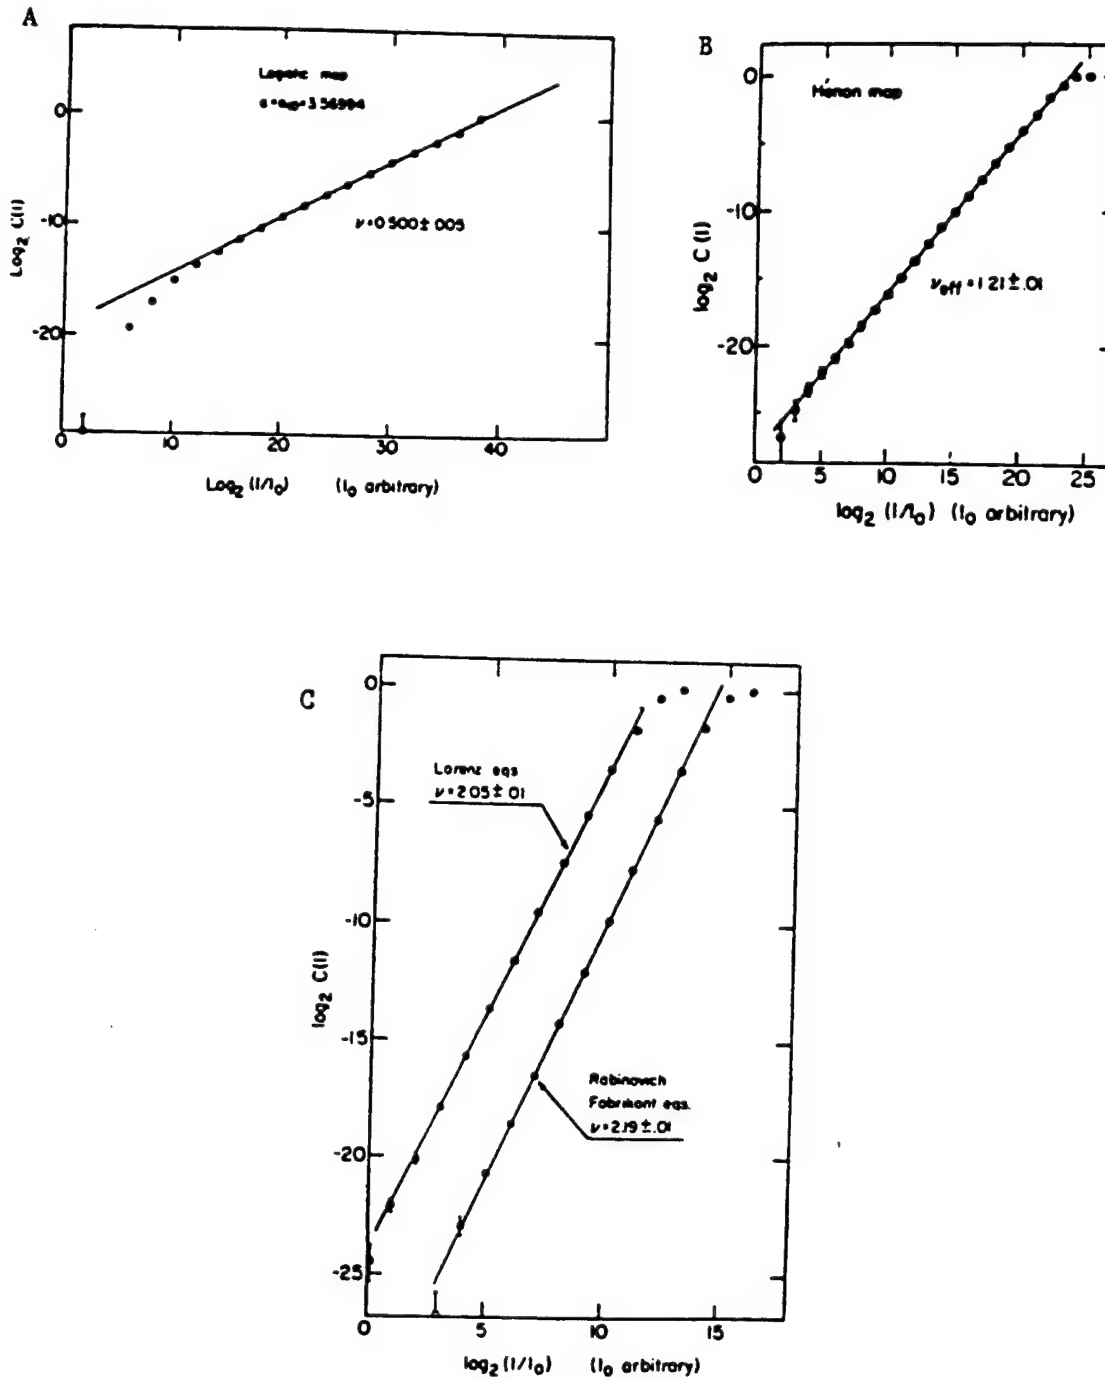 A
Logistic map
a=a∞=3.56994
0
-10
-20
Log₂ C(l)
ν=0.500±.005
0 10 20 30 40
Log₂ (l/l₀) (l₀ arbitrary)
B
Hénon map
0
-10
-20
log₂ C(l)
νeff=1.21±.01
0 5 10 15 20 25
log₂ (l/l₀) (l₀ arbitrary)
C
0
-5
-10
-15
-20
-25
log₂ C(l)
Lorenz eqs
ν=2.05±.01
Rabinovich
Fabrikant eqs.
ν=2.19±.01
0 5 10 15
log₂ (l/l₀) (l₀ arbitrary)